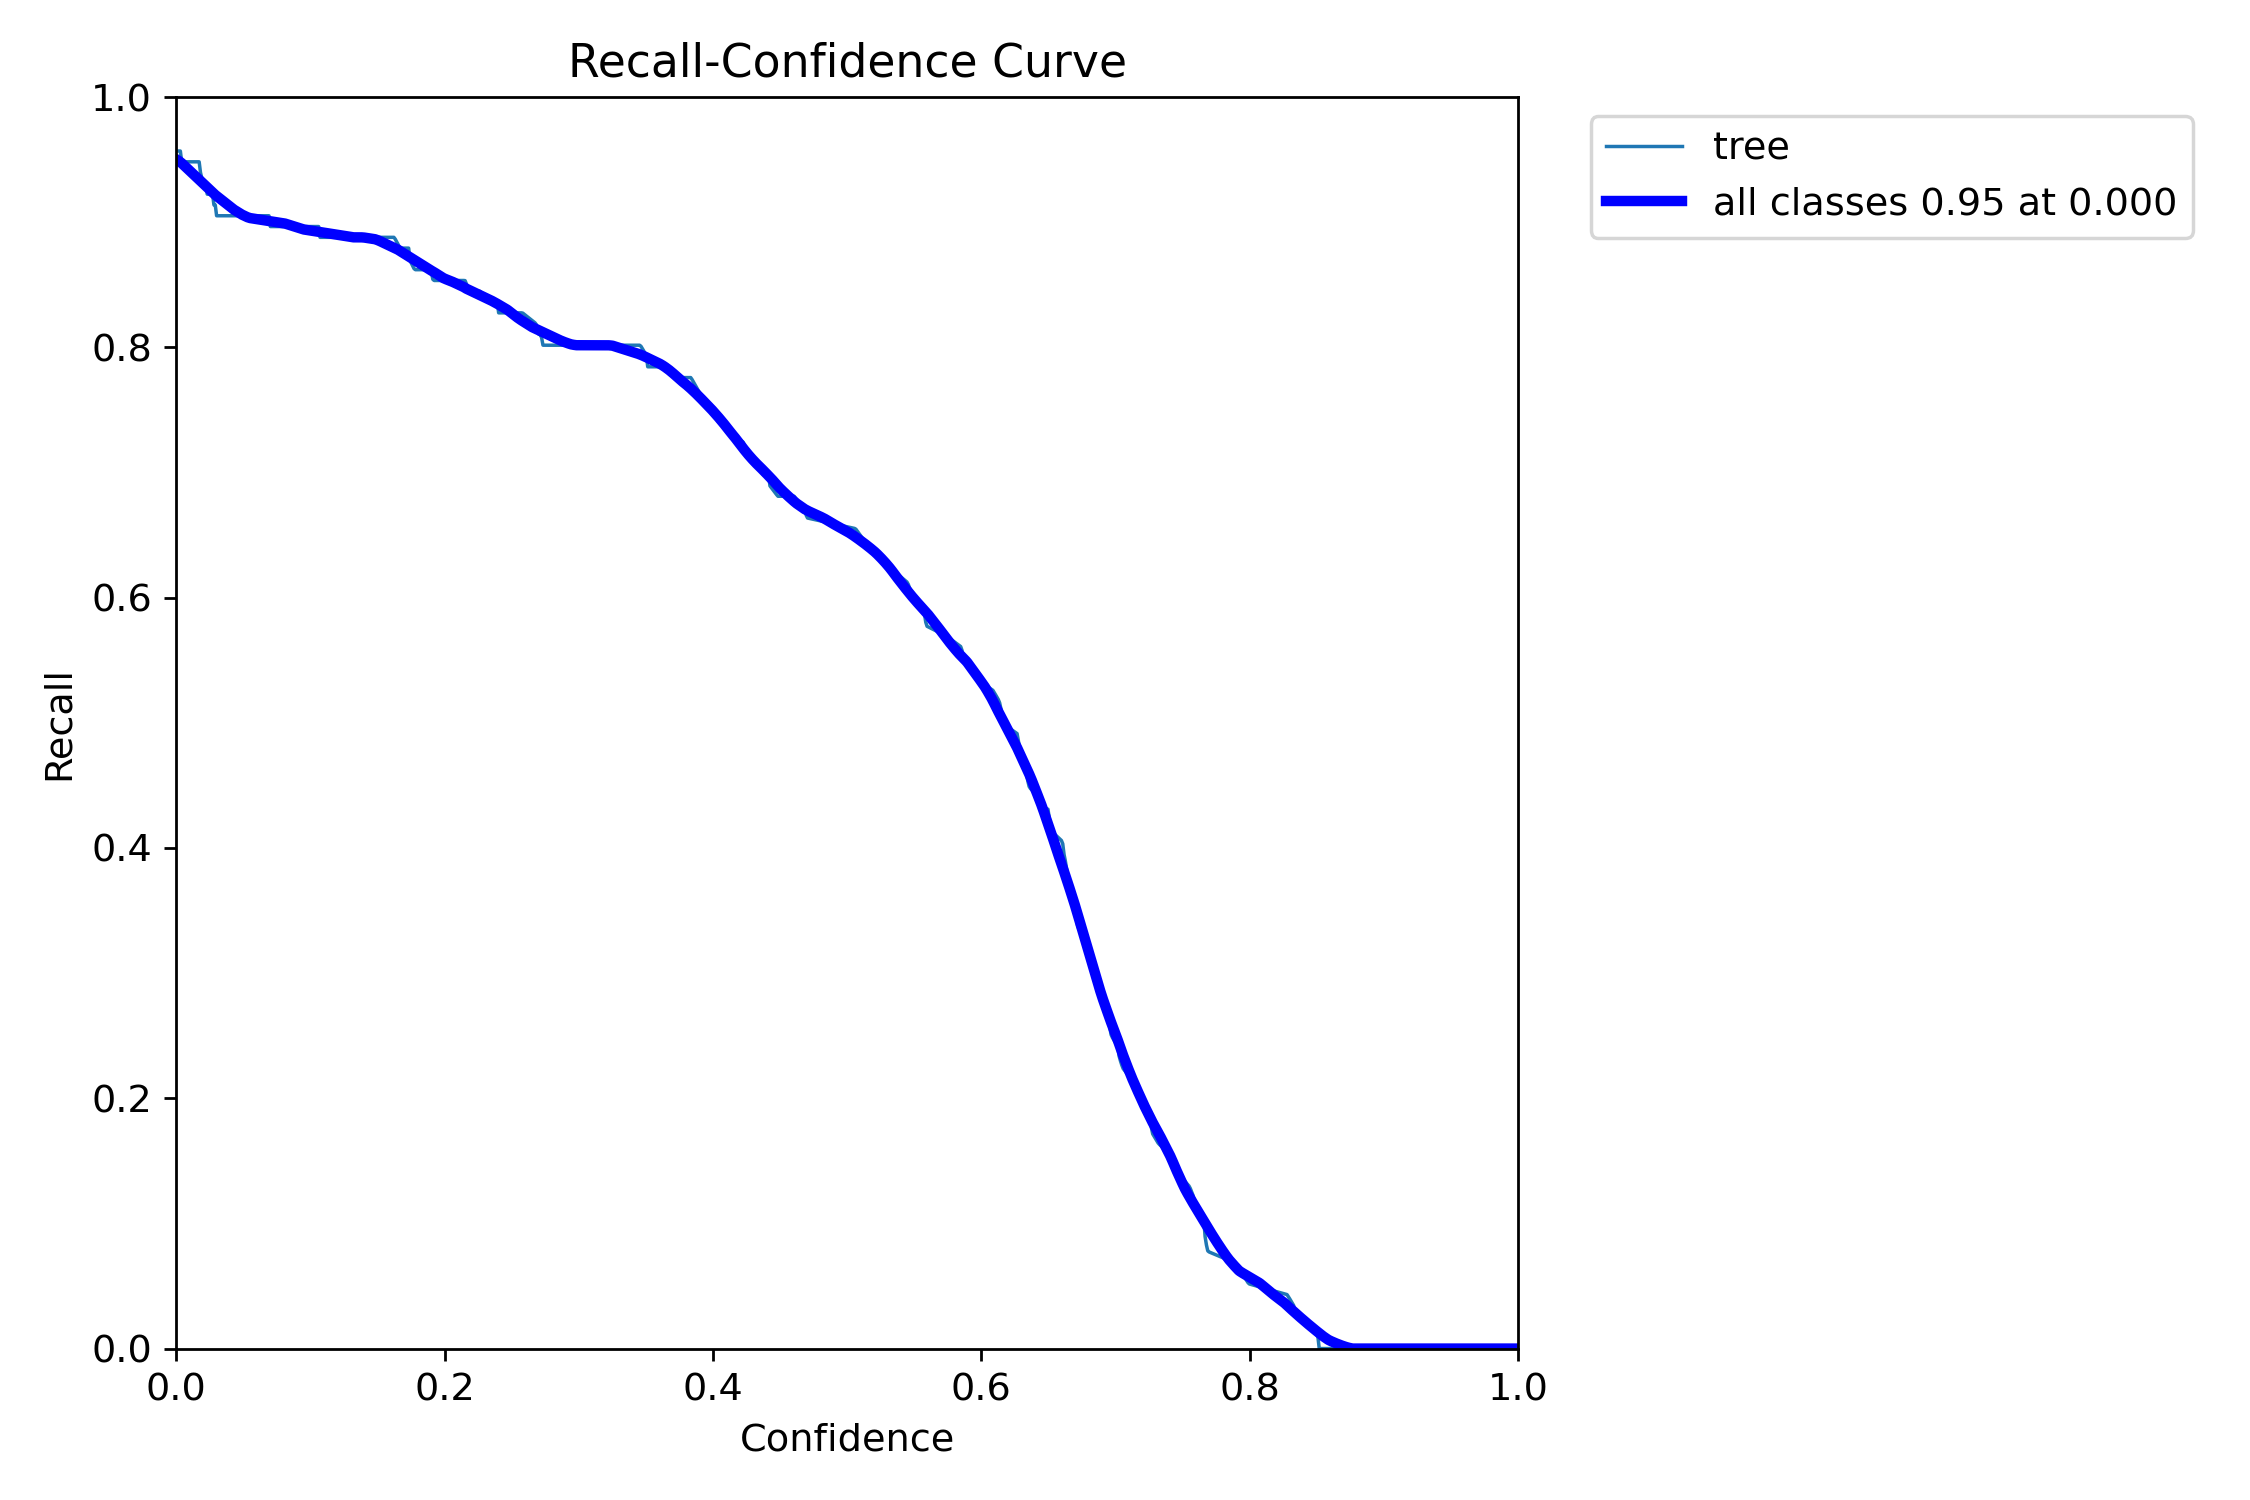 Recall-Confidence Curve
1.0
0.8
0.6
0.4
0.2
0.0
Recall
0.0 0.2 0.4 0.6 0.8 1.0
Confidence
tree
all classes 0.95 at 0.000